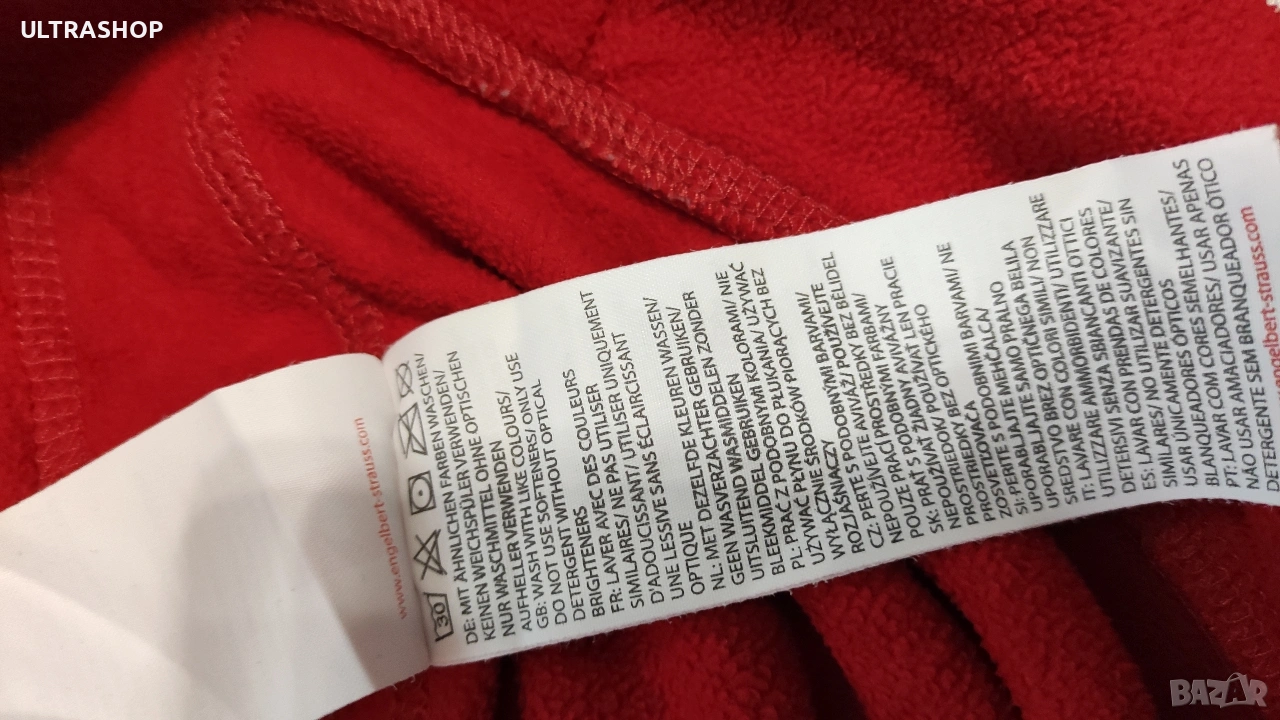 ULTRASHOP
www.engelbert-strauss.com
30
DE: MIT ÄHNLICHEN FARBEN WASCHEN/
KEINEN WEICHSPÜLER VERWENDEN/
NUR WASCHMITTEL OHNE OPTISCHEN
AUFHELLER VERWENDEN
GB: WASH WITH LIKE COLOURS/
DO NOT USE SOFTENERS/ ONLY USE
DETERGENT WITHOUT OPTICAL
BRIGHTENERS
FR: LAVER AVEC DES COULEURS
SIMILAIRES/ NE PAS UTILISER
D'ADOUCISSANT/ UTILISER UNIQUEMENT
UNE LESSIVE SANS ÉCLAIRCISSANT
OPTIQUE
NL: MET DEZELFDE KLEUREN WASSEN/
GEEN WASVERZACHTER GEBRUIKEN/
UITSLUITEND WASMIDDELEN ZONDER
BLEEKMIDDEL GEBRUIKEN
PL: PRAĆ Z PODOBNYMI KOLORAMI/ NIE
UŻYWAĆ PŁYNU DO PŁUKANIA/ UŻYWAĆ
WYŁĄCZNIE ŚRODKÓW PIORĄCYCH BEZ
ROZJAŚNIACZY
CZ: PERTE S PODOBNÝMI BARVAMI/
NEPOUŽÍVEJTE AVIVÁŽ/ POUŽÍVEJTE
POUZE PRACÍ PROSTŘEDKY BEZ BĚLIDEL
SK: PRAŤ S PODOBNÝMI FARBAMI/
NEPOUŽÍVAŤ ŽIADNY AVIVÁŽNY
PROSTRIEDOK/ POUŽÍVAŤ LEN PRACIE
PROSTRIEDKY BEZ OPTICKÉHO
ZOSVETĽOVAČA
SI: PERITE S PODOBNIMI BARVAMI/ NE
UPORABLJAJTE MEHČALCA/
UPORABLJAJTE SAMO PRALNO
SREDSTVO BREZ OPTIČNEGA BELILA
IT: LAVARE CON COLORI SIMILI/ NON
UTILIZZARE AMMORBIDENTI/ UTILIZZARE
DETERSIVI SENZA SBIANCANTI OTTICI
ES: LAVAR CON PRENDAS DE COLORES
SIMILARES/ NO UTILIZAR SUAVIZANTE/
USAR ÚNICAMENTE DETERGENTES SIN
BLANQUEADORES ÓPTICOS
PT: LAVAR COM CORES SEMELHANTES/
NÃO USAR AMACIADORES/ USAR APENAS
DETERGENTE SEM BRANQUEADOR ÓTICO
engelbert-strauss.com
BAZAR